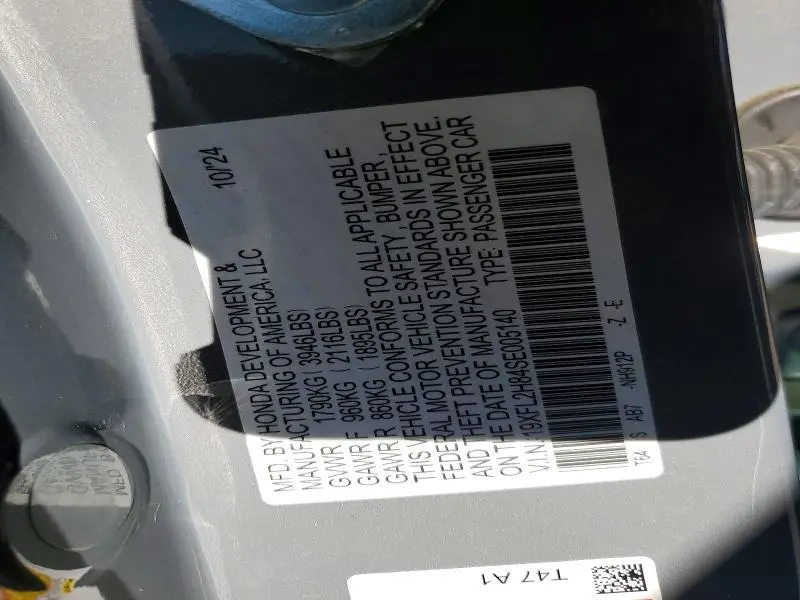 MFD. BY HONDA DEVELOPMENT & 10/'24
MANUFACTURING OF AMERICA, LLC
GVWR 1790KG (3946LBS)
GAWR F 960KG (2116LBS)
GAWR R 860KG (1895LBS)
THIS VEHICLE CONFORMS TO ALL APPLICABLE
FEDERAL MOTOR VEHICLE SAFETY, BUMPER,
AND THEFT PREVENTION STANDARDS IN EFFECT
ON THE DATE OF MANUFACTURE SHOWN ABOVE.
V.I.N.: 19XFL2H84SE005140 TYPE: PASSENGER CAR
T64 S AB7 -NH912P -Z -E
T47 A1